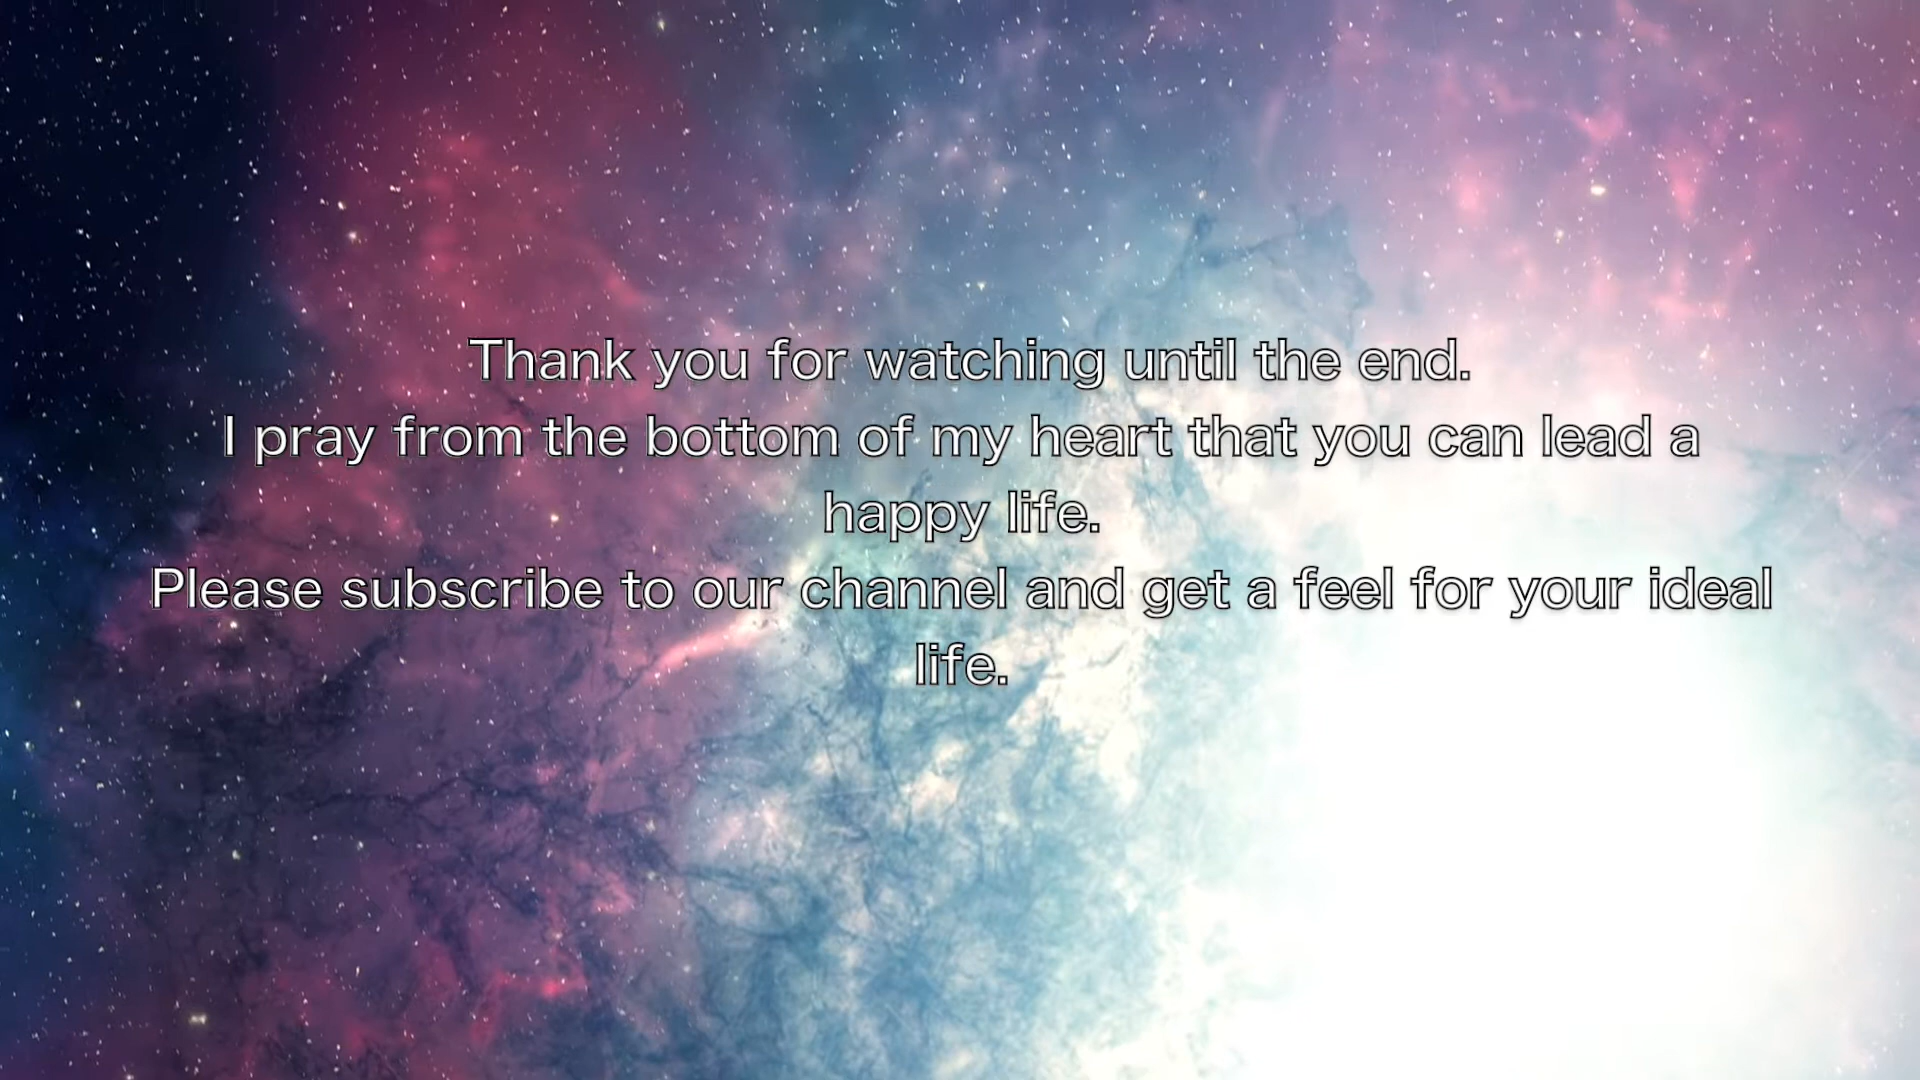 Thank you for watching until the end.
I pray from the bottom of my heart that you can lead a
happy life.
Please subscribe to our channel and get a feel for your ideal
life.